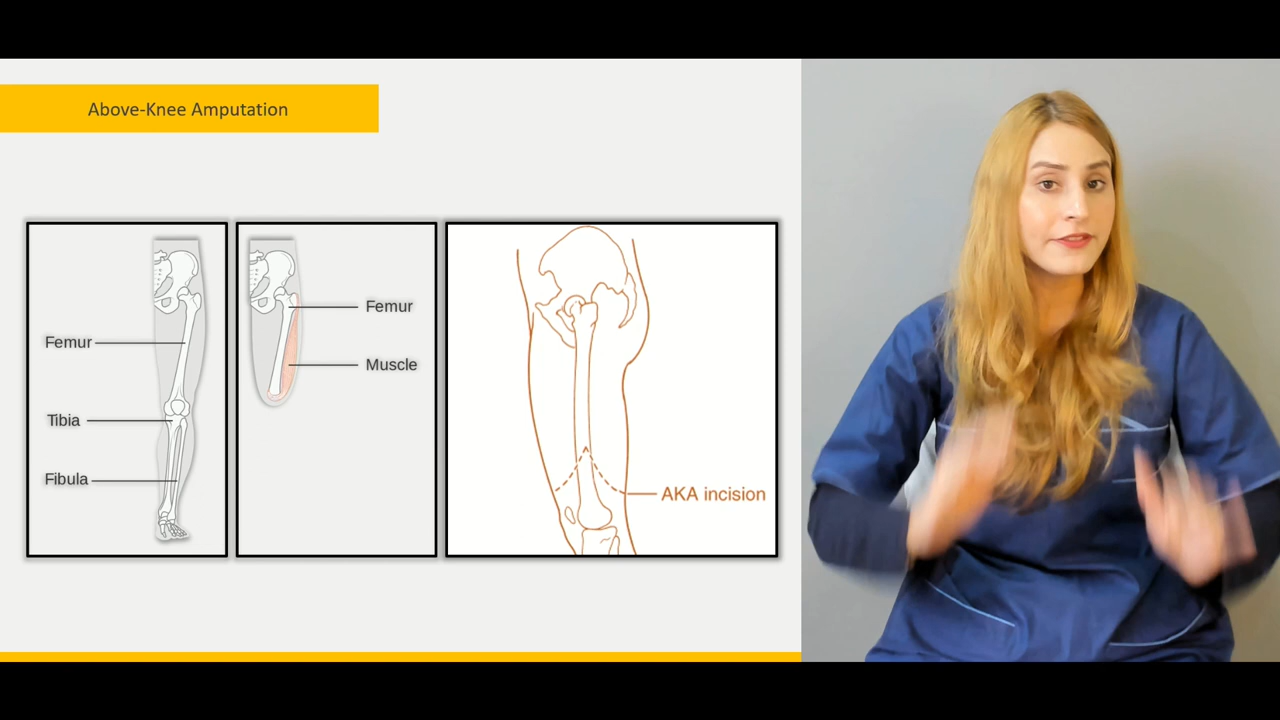 Above-Knee Amputation
Femur
Tibia
Fibula
Femur
Muscle
AKA incision